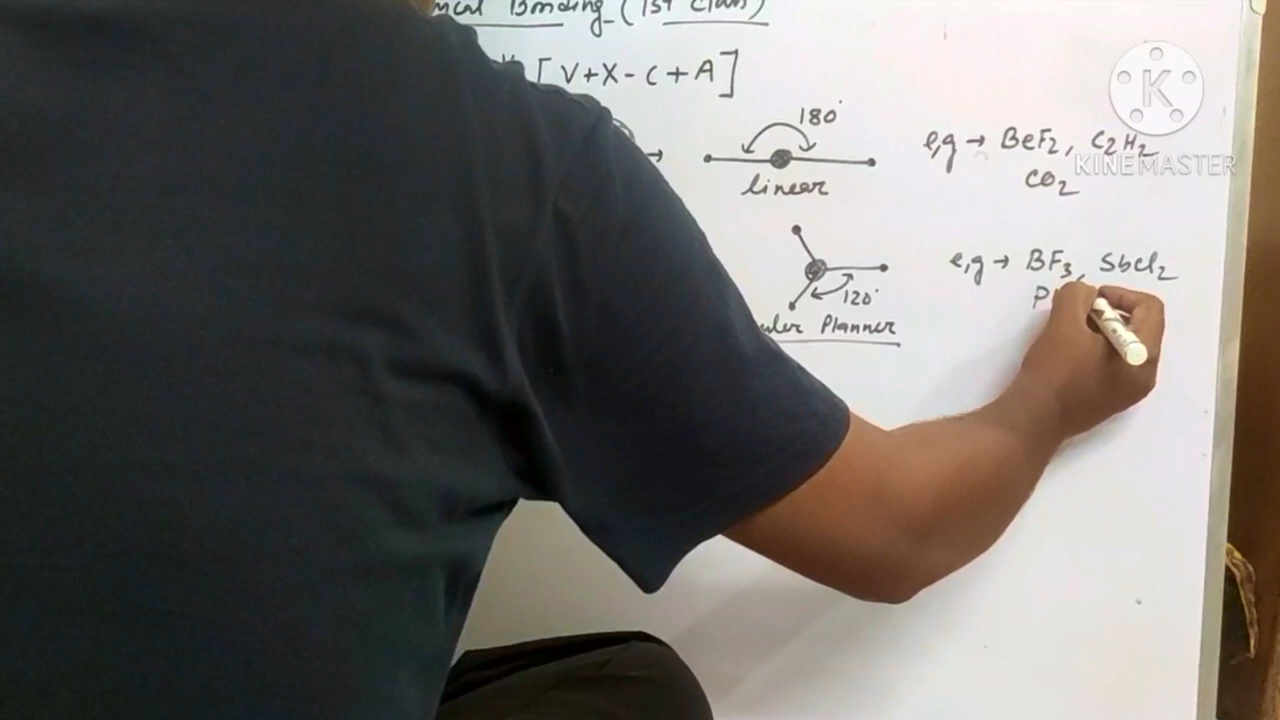 Bonding (1st Class)
[V+X-C+A]
180°
linear
e,g → BeF2, C2H2
CO2
120°
Planner
e,g → BF3, SbCl2
P
K
KINEMASTER